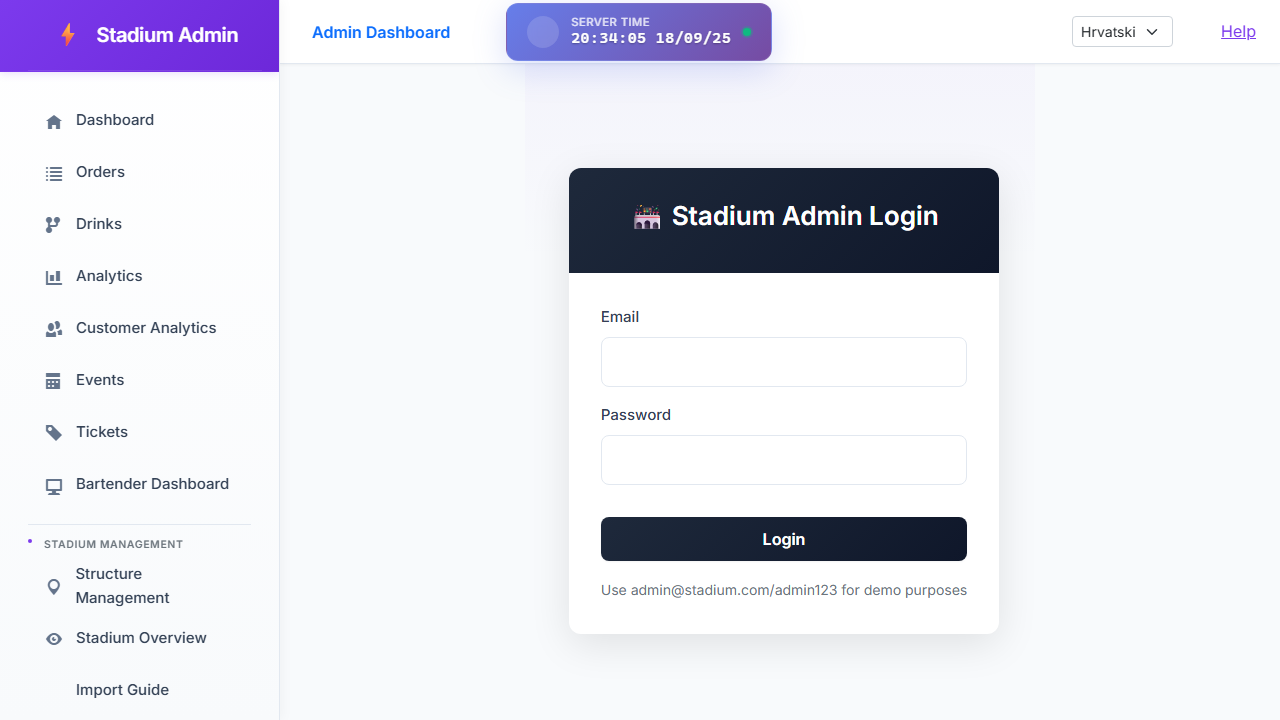 Stadium Admin
Admin Dashboard
SERVER TIME
20:34:05 18/09/25
Hrvatski
Help
Dashboard
Orders
Drinks
Analytics
Customer Analytics
Events
Tickets
Bartender Dashboard
STADIUM MANAGEMENT
Structure
Management
Stadium Overview
Import Guide
Stadium Admin Login
Email
Password
Login
Use admin@stadium.com/admin123 for demo purposes